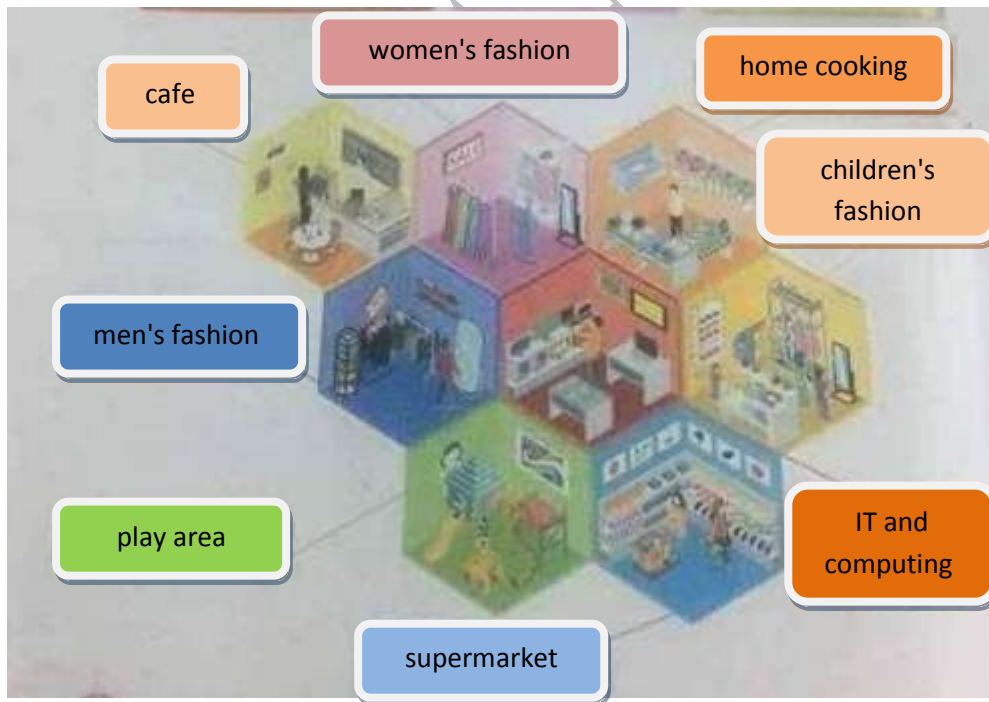 women's fashion
home cooking
cafe
children's
fashion
men's fashion
IT and
computing
play area
supermarket